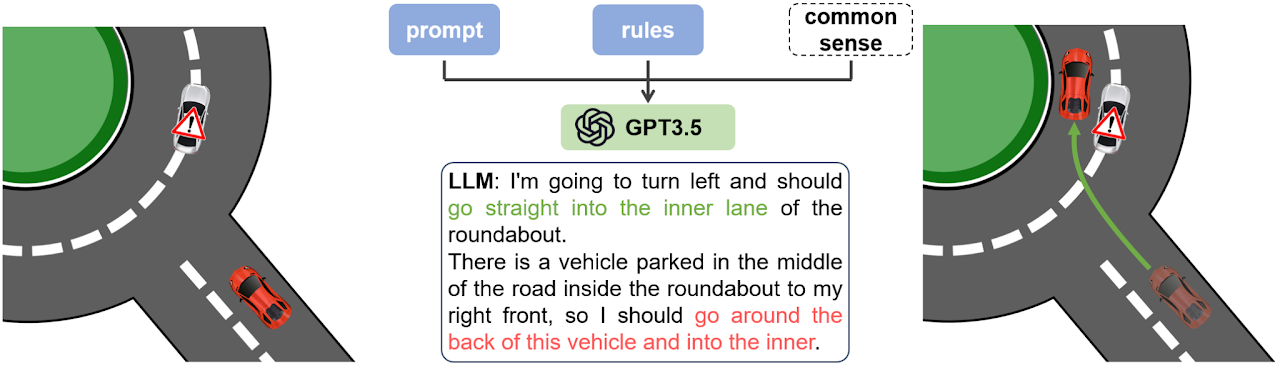 prompt
rules
common
sense
GPT3.5
LLM: I'm going to turn left and should
go straight into the inner lane of the
roundabout.
There is a vehicle parked in the middle
of the road inside the roundabout to my
right front, so I should go around the
back of this vehicle and into the inner.